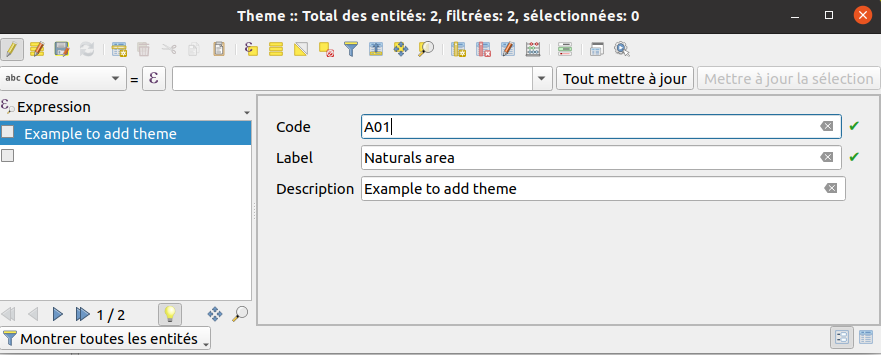 Theme :: Total des entités: 2, filtrées: 2, sélectionnées: 0
abc Code = ε Tout mettre à jour Mettre à jour la sélection
Expression
Example to add theme
Code A01
Label Naturals area
Description Example to add theme
1 / 2
Montrer toutes les entités